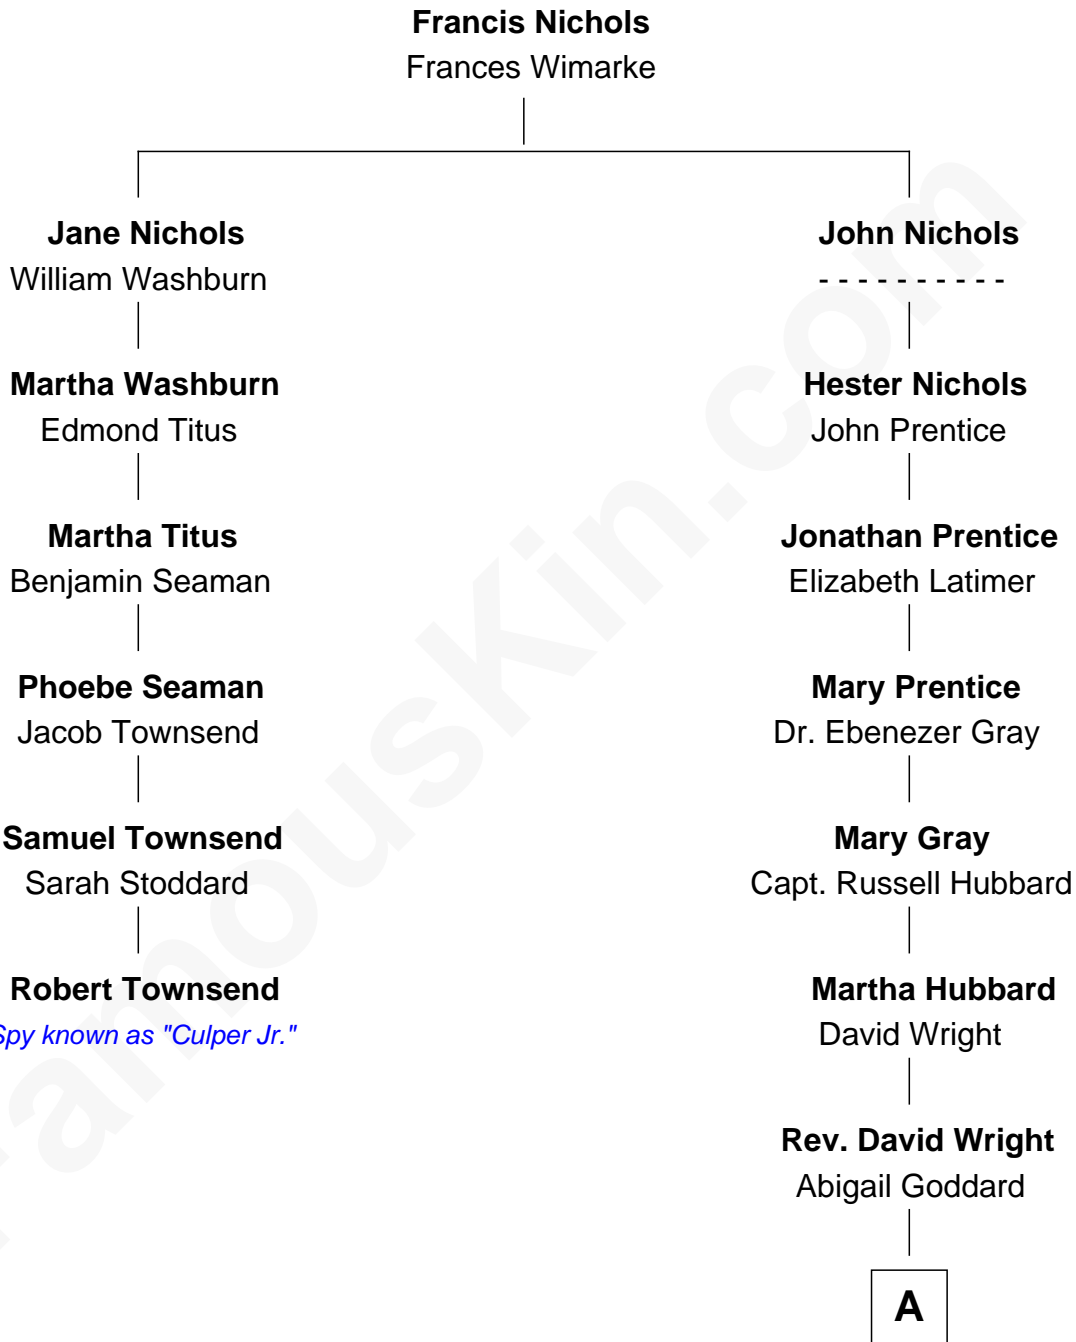 Francis Nichols
Frances Wimarke
Jane Nichols
William Washburn
John Nichols
- - - - - - - - - -
Martha Washburn
Edmond Titus
Hester Nichols
John Prentice
Martha Titus
Benjamin Seaman
Jonathan Prentice
Elizabeth Latimer
Phoebe Seaman
Jacob Townsend
Mary Prentice
Dr. Ebenezer Gray
Samuel Townsend
Sarah Stoddard
Mary Gray
Capt. Russell Hubbard
Robert Townsend
Spy known as "Culper Jr."
Martha Hubbard
David Wright
Rev. David Wright
Abigail Goddard
A
FamousKin.com